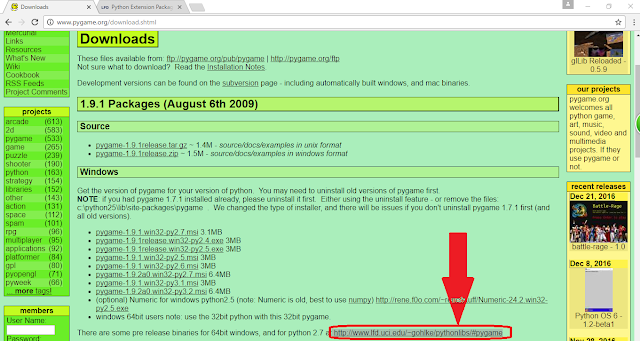 Downloads
Python Extension Package
www.pygame.org/download.shtml
Mercurial
Links
Resources
What's New
Wiki
Cookbook
RSS Feeds
Project Comments
projects
arcade (613)
2d (583)
pygame (533)
game (265)
puzzle (239)
shooter (190)
python (163)
strategy (154)
libraries (152)
other (143)
action (131)
space (112)
spam (101)
rpg (96)
multiplayer (95)
applications (92)
platformer (84)
gpl (80)
pyopengl (71)
pyweek (66)
... more tags!
members
User Name
Password
Downloads
These files available from: ftp://pygame.org/pub/pygame | http://pygame.org/ftp
Not sure what to download? Read the Installation Notes.
Development versions can be found on the subversion page - including automatically built windows, and mac binaries.
1.9.1 Packages (August 6th 2009)
Source
pygame-1.9.1release.tar.gz ~ 1.4M - source/docs/examples in unix format
pygame-1.9.1release.zip ~ 1.5M - source/docs/examples in windows format
Windows
Get the version of pygame for your version of python. You may need to uninstall old versions of pygame first.
NOTE: if you had pygame 1.7.1 installed already, please uninstall it first. Either using the uninstall feature - or remove the files:
c:\python25\lib\site-packages\pygame . We changed the type of installer, and there will be issues if you don't uninstall pygame 1.7.1 first (and
all old versions).
pygame-1.9.1.win32-py2.7.msi 3.1MB
pygame-1.9.1release.win32-py2.4.exe 3MB
pygame-1.9.1release.win32-py2.5.exe 3MB
pygame-1.9.1.win32-py2.5.msi 3MB
pygame-1.9.1.win32-py2.6.msi 3MB
pygame-1.9.2a0.win32-py2.7.msi 6.4MB
pygame-1.9.1.win32-py3.1.msi 3MB
pygame-1.9.2a0.win32-py3.2.msi 6.4MB
(optional) Numeric for windows python2.5 (note: Numeric is old, best to use numpy) http://rene.f0o.com/
Numeric-24.2.win32-
py2.5.exe
windows 64bit users note: use the 32bit python with this 32bit pygame.
There are some pre release binaries for 64bit windows, and for python 2.7 at http://www.lfd.uci.edu/~gohlke/pythonlibs/#pygame
glLib Reloaded -
0.5.9
our projects
pygame.org
welcomes all
python game,
art, music,
sound, video and
multimedia
projects. If they
use pygame or
not.
recent releases
Dec 21, 2016
Battle-Rage
battle-rage - 1.0
Dec 8, 2016
Python OS 6 -
1.2-beta1